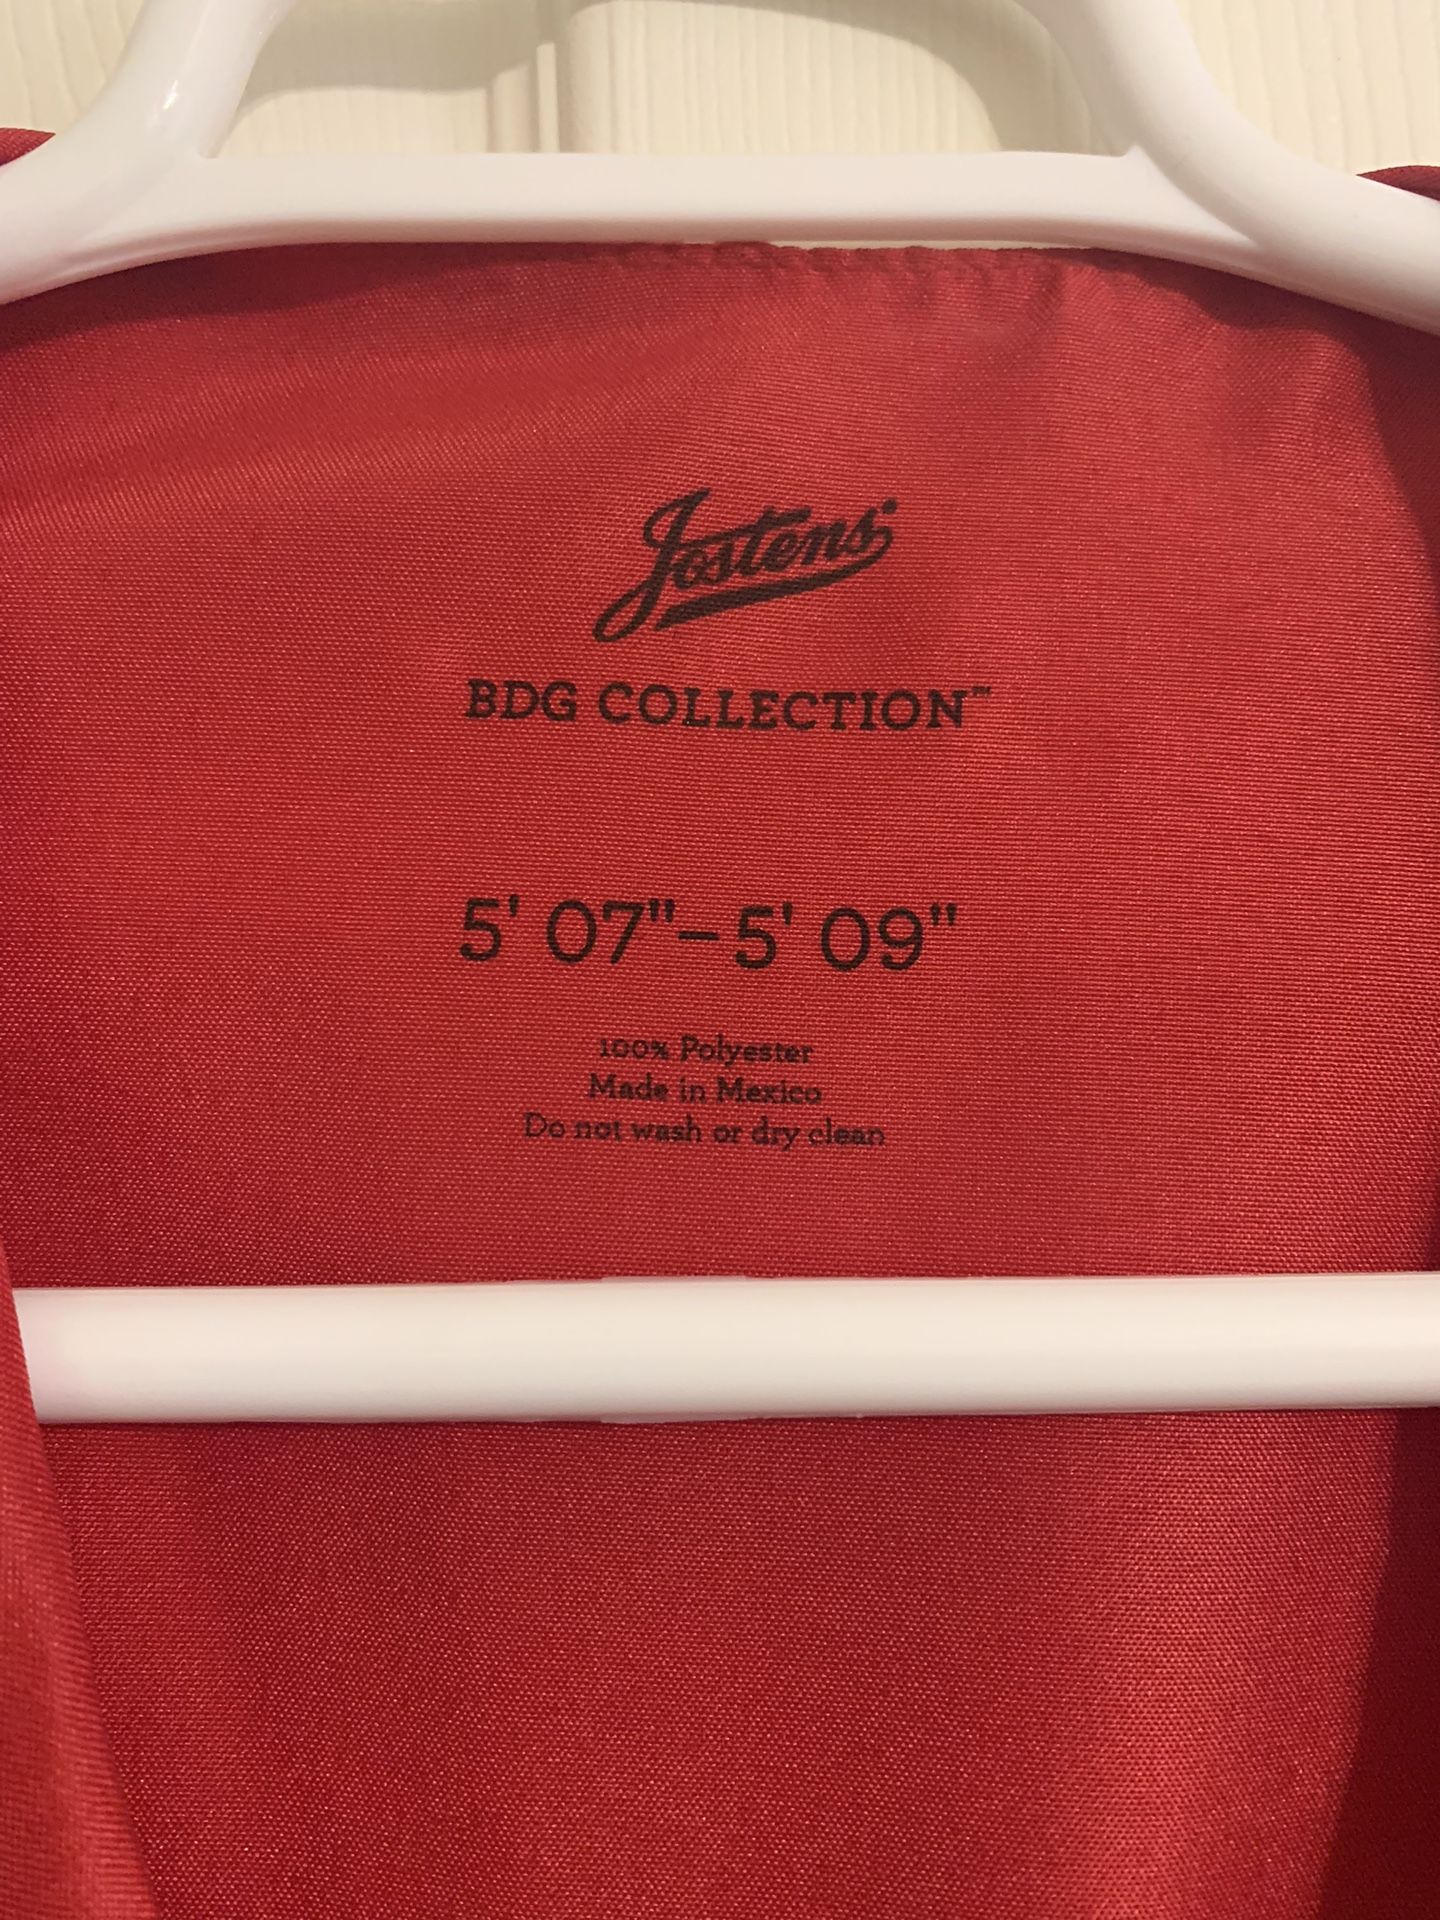 Jostens
BDG COLLECTION™
5' 07"–5' 09"
100% Polyester
Made in Mexico
Do not wash or dry clean